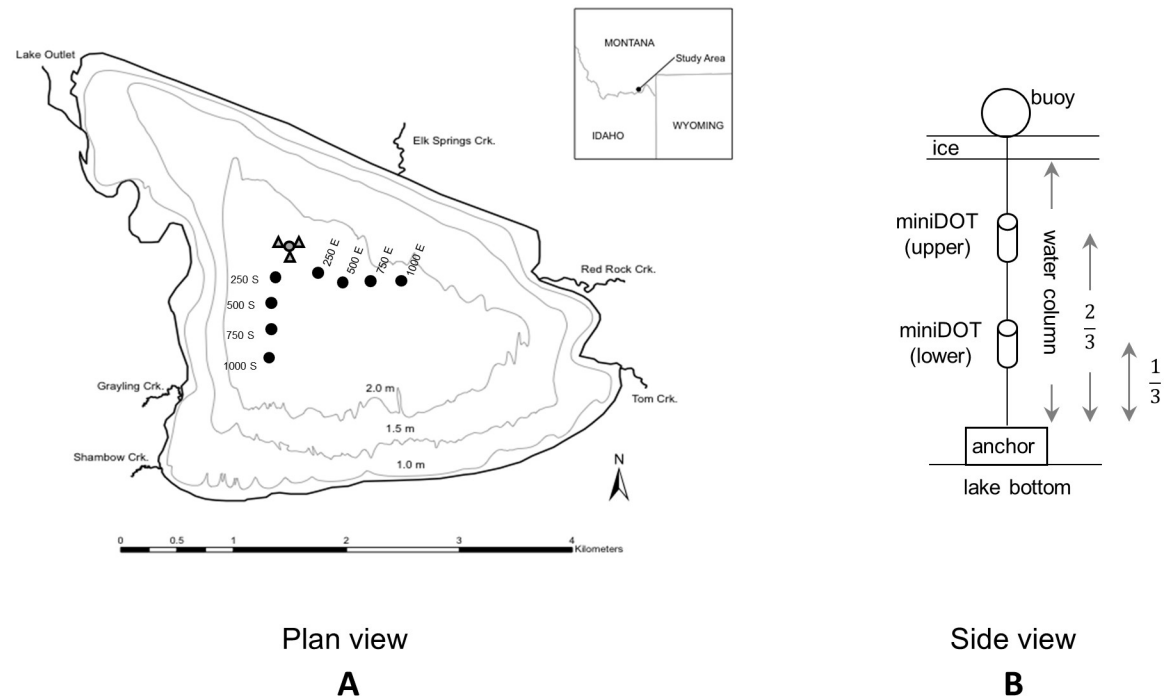 Lake Outlet
Elk Springs Crk.
MONTANA
Study Area
IDAHO
WYOMING
250 E
500 E
750 E
1000 E
250 S
500 S
750 S
1000 S
Red Rock Crk.
Tom Crk.
Grayling Crk.
Shambow Crk.
2.0 m
1.5 m
1.0 m
N
0 0.5 1 2 3 4
Kilometers
Plan view
A
buoy
ice
miniDOT
(upper)
miniDOT
(lower)
water column
2
3
1
3
anchor
lake bottom
Side view
B